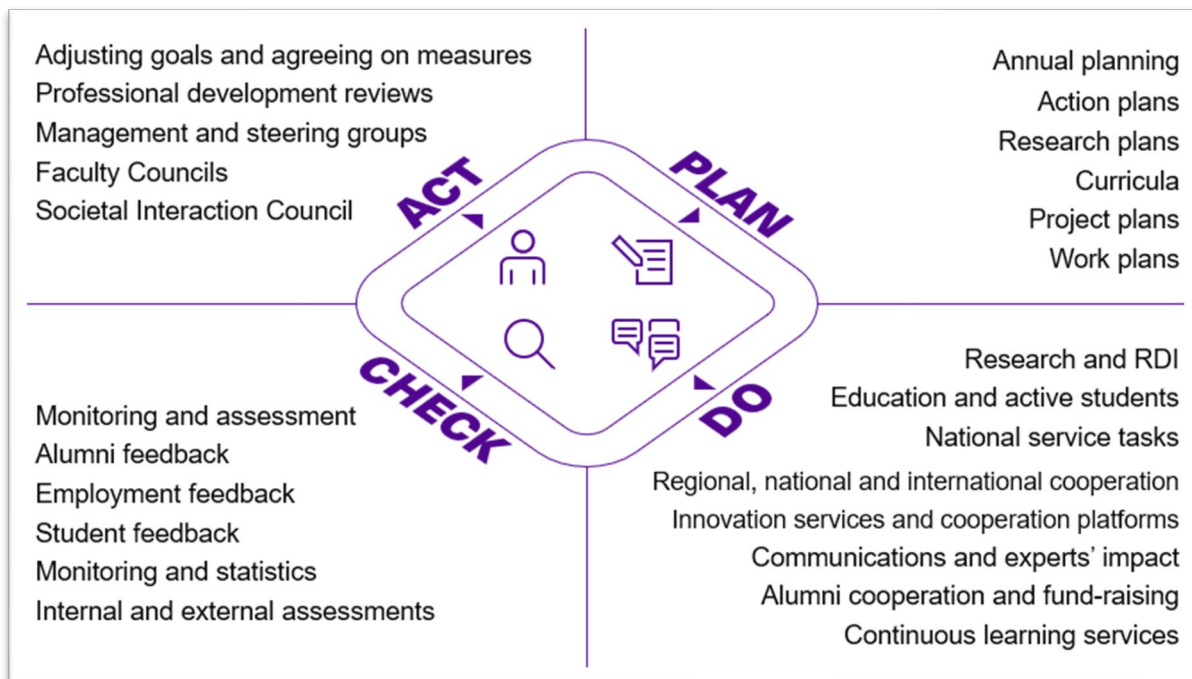 Adjusting goals and agreeing on measures
Professional development reviews
Management and steering groups
Faculty Councils
Societal Interaction Council
ACT
PLAN
Annual planning
Action plans
Research plans
Curricula
Project plans
Work plans
CHECK
Monitoring and assessment
Alumni feedback
Employment feedback
Student feedback
Monitoring and statistics
Internal and external assessments
DO
Research and RDI
Education and active students
National service tasks
Regional, national and international cooperation
Innovation services and cooperation platforms
Communications and experts’ impact
Alumni cooperation and fund-raising
Continuous learning services